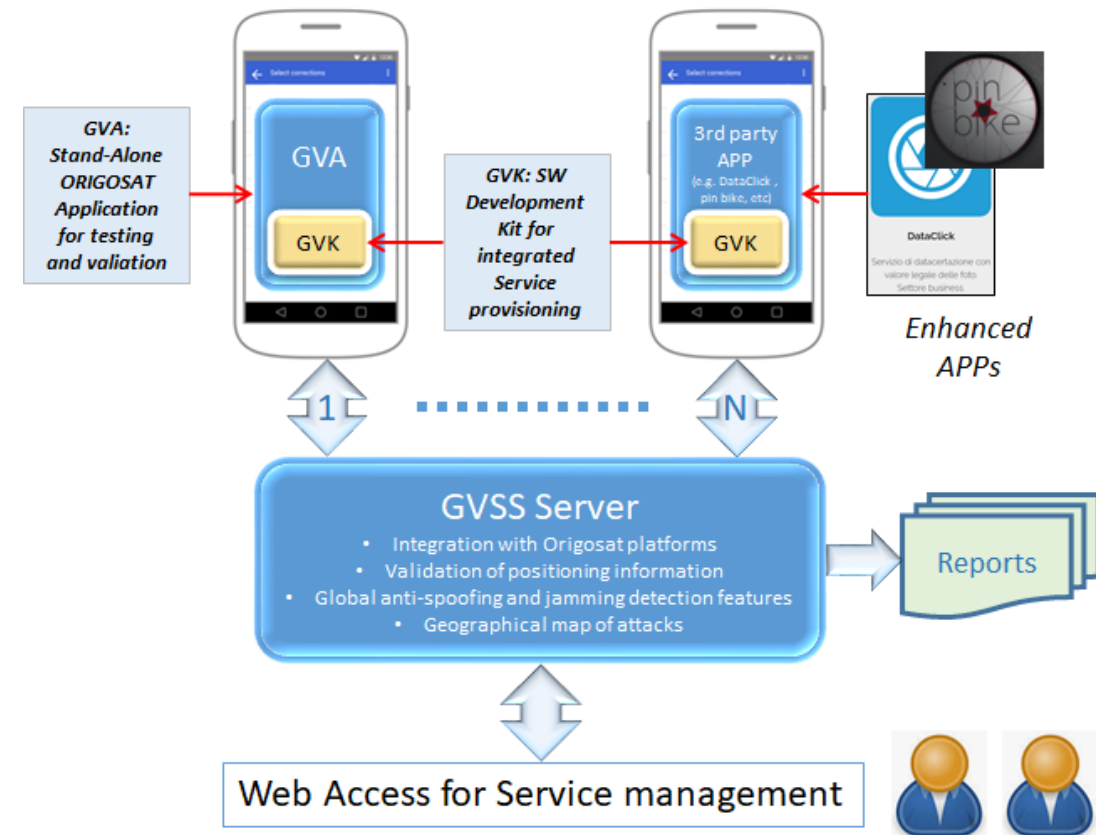 Select corrections
GVA:
Stand-Alone
ORIGOSAT
Application
for testing
and valiation
GVA
GVK
GVK: SW
Development
Kit for
integrated
Service
provisioning
Select corrections
3rd party
APP
(e.g. DataClick ,
pin bike, etc)
GVK
pin
bike
DataClick
Servizio di datacertazione con
valore legale delle foto
Settore business
Enhanced
APPs
1
N
GVSS Server
• Integration with Origosat platforms
• Validation of positioning information
• Global anti-spoofing and jamming detection features
• Geographical map of attacks
Reports
Web Access for Service management